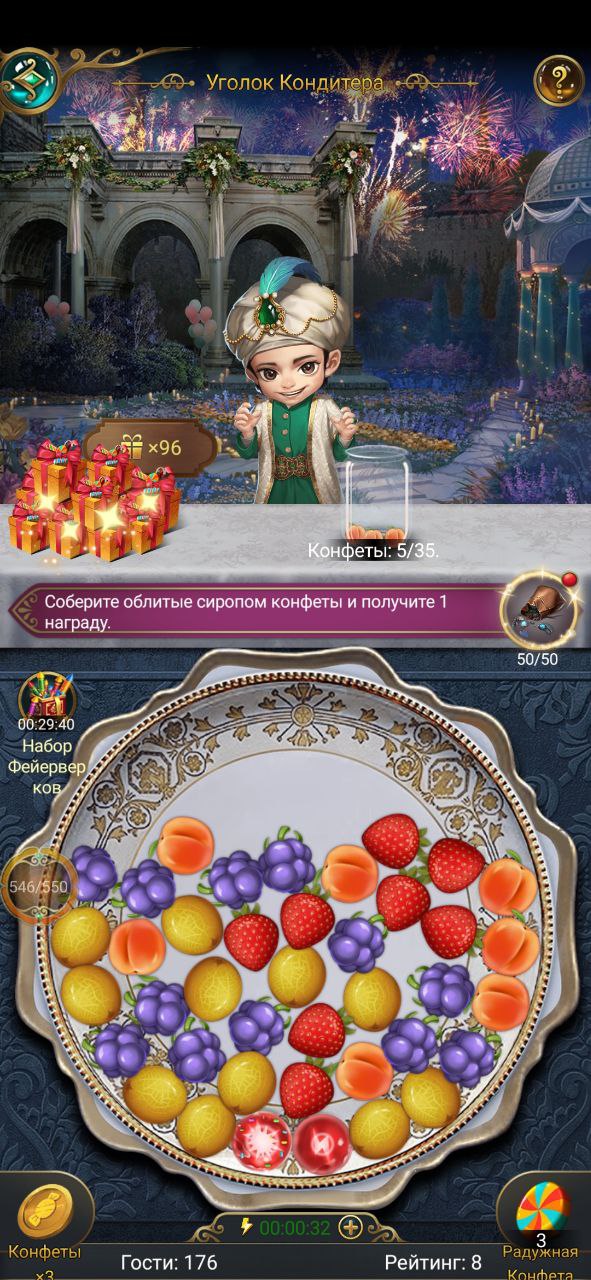 Уголок Кондитера
?
×96
Конфеты: 5/35.
Соберите облитые сиропом конфеты и получите 1
награду.
50/50
00:29:40
Набор
Фейервер
ков
546/550
00:00:32
3
Конфеты
×3
Гости: 176
Рейтинг: 8
Радужная
Конфета